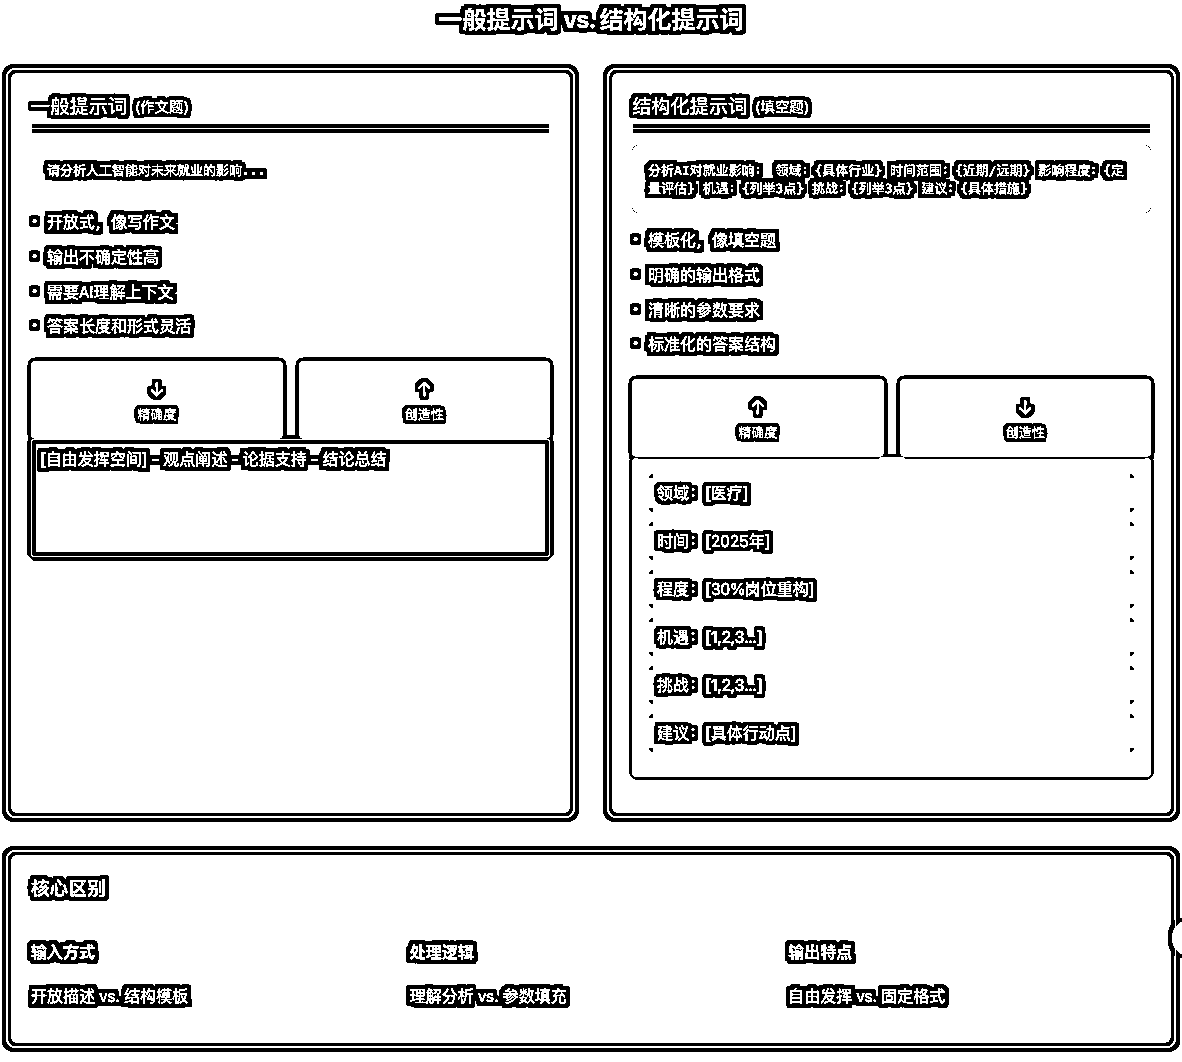 一般提示词 vs. 结构化提示词
一般提示词 (作文题)
请分析人工智能对未来就业的影响...
开放式，像写作文
输出不确定性高
需要AI理解上下文
答案长度和形式灵活
精确度
创造性
[自由发挥空间] - 观点阐述 - 论据支持 - 结论总结
结构化提示词 (填空题)
分析AI对就业影响： 领域：{具体行业} 时间范围：{近期/远期} 影响程度：{定
量评估} 机遇：{列举3点} 挑战：{列举3点} 建议：{具体措施}
模板化，像填空题
明确的输出格式
清晰的参数要求
标准化的答案结构
精确度
创造性
领域：[医疗]
时间：[2025年]
程度：[30%岗位重构]
机遇：[1,2,3...]
挑战：[1,2,3...]
建议：[具体行动点]
核心区别
输入方式
开放描述 vs. 结构模板
处理逻辑
理解分析 vs. 参数填充
输出特点
自由发挥 vs. 固定格式